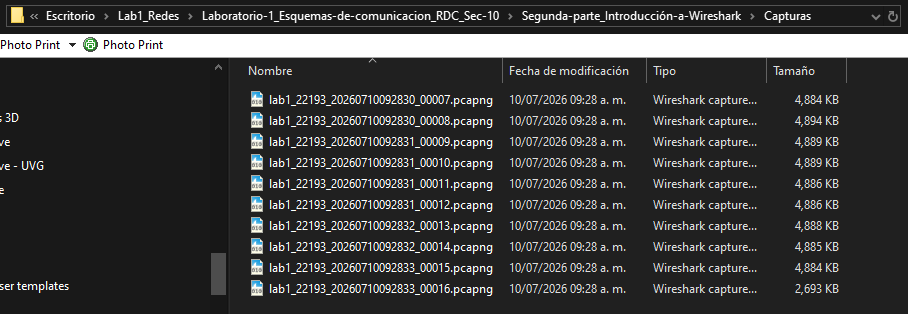 Escritorio > Lab1_Redes > Laboratorio-1_Esquemas-de-comunicacion_RDC_Sec-10 > Segunda-parte_Introducción-a-Wireshark > Capturas
Photo Print Photo Print
Nombre Fecha de modificación Tipo Tamaño
lab1_22193_20260710092830_00007.pcapng 10/07/2026 09:28 a. m. Wireshark capture... 4,884 KB
s 3D lab1_22193_20260710092830_00008.pcapng 10/07/2026 09:28 a. m. Wireshark capture... 4,894 KB
ve lab1_22193_20260710092831_00009.pcapng 10/07/2026 09:28 a. m. Wireshark capture... 4,889 KB
ve - UVG lab1_22193_20260710092831_00010.pcapng 10/07/2026 09:28 a. m. Wireshark capture... 4,889 KB
e lab1_22193_20260710092831_00011.pcapng 10/07/2026 09:28 a. m. Wireshark capture... 4,886 KB
lab1_22193_20260710092831_00012.pcapng 10/07/2026 09:28 a. m. Wireshark capture... 4,886 KB
lab1_22193_20260710092832_00013.pcapng 10/07/2026 09:28 a. m. Wireshark capture... 4,888 KB
lab1_22193_20260710092832_00014.pcapng 10/07/2026 09:28 a. m. Wireshark capture... 4,885 KB
lab1_22193_20260710092833_00015.pcapng 10/07/2026 09:28 a. m. Wireshark capture... 4,884 KB
ser templates lab1_22193_20260710092833_00016.pcapng 10/07/2026 09:28 a. m. Wireshark capture... 2,693 KB